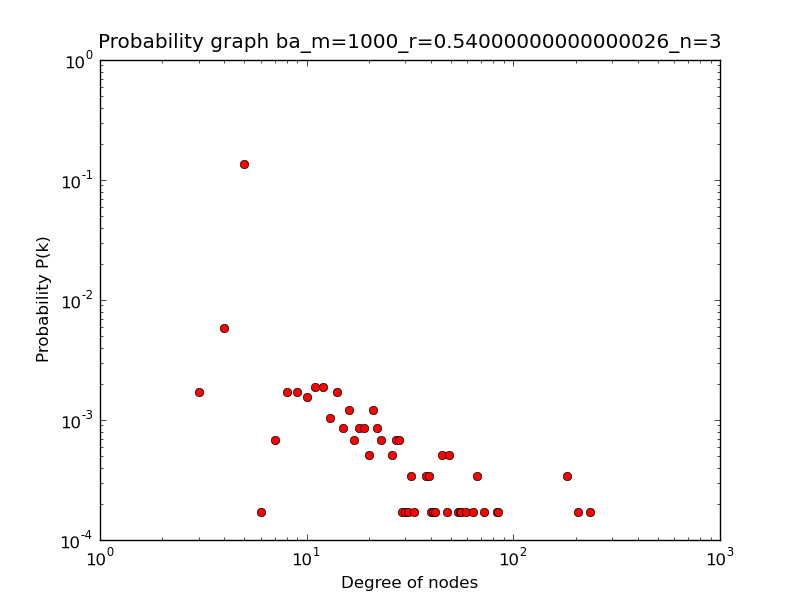 Probability graph ba_m=1000_r=0.54000000000000026_n=3
10^0
10^-1
10^-2
10^-3
10^-4
Probability P(k)
10^0 10^1 10^2 10^3
Degree of nodes